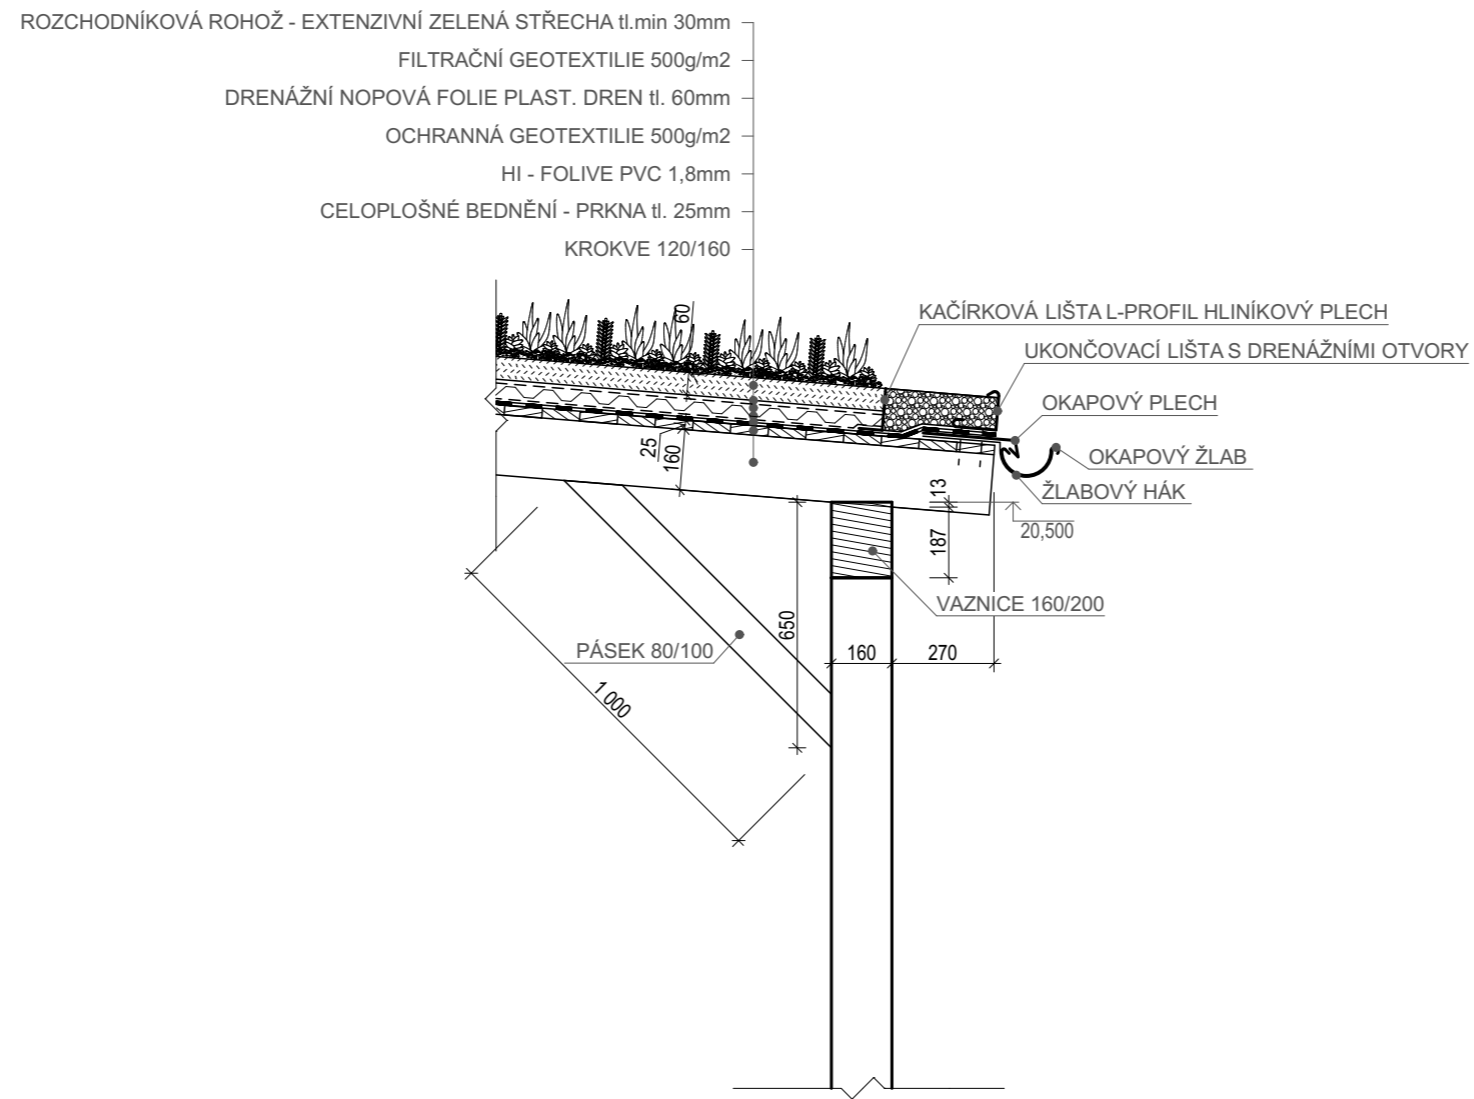 ROZCHODNÍKOVÁ ROHOŽ - EXTENZIVNÍ ZELENÁ STŘECHA tl.min 30mm
FILTRAČNÍ GEOTEXTILIE 500g/m2
DRENÁŽNÍ NOPOVÁ FOLIE PLAST. DREN tl. 60mm
OCHRANNÁ GEOTEXTILIE 500g/m2
HI - FOLIVE PVC 1,8mm
CELOPLOŠNÉ BEDNĚNÍ - PRKNA tl. 25mm
KROKVE 120/160
60
KAČÍRKOVÁ LIŠTA L-PROFIL HLINÍKOVÝ PLECH
UKONČOVACÍ LIŠTA S DRENÁŽNÍMI OTVORY
OKAPOVÝ PLECH
OKAPOVÝ ŽLAB
ŽLABOVÝ HÁK
25
160
13
20,500
187
VAZNICE 160/200
650
160
270
PÁSEK 80/100
1 000